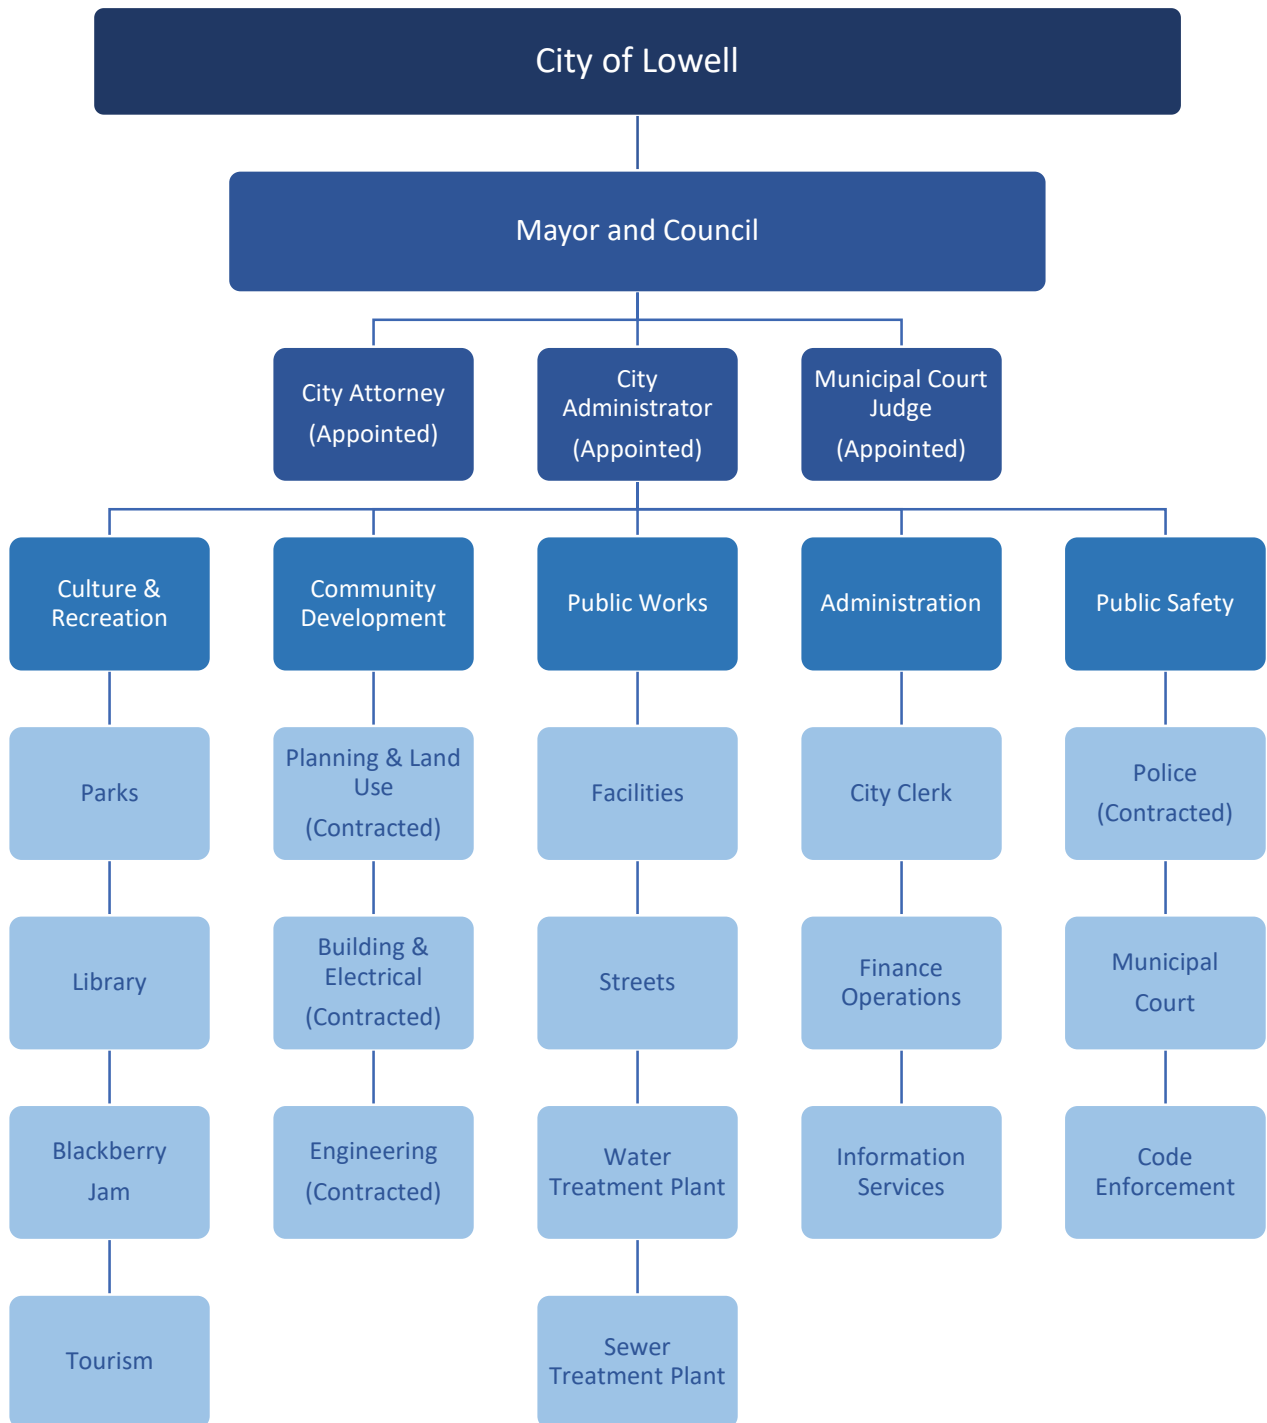 City of Lowell
Mayor and Council
City Attorney
(Appointed)
City
Administrator
(Appointed)
Municipal Court
Judge
(Appointed)
Culture &
Recreation
Community
Development
Public Works
Administration
Public Safety
Parks
Planning & Land
Use
(Contracted)
Facilities
City Clerk
Police
(Contracted)
Library
Building &
Electrical
(Contracted)
Streets
Finance
Operations
Municipal
Court
Blackberry
Jam
Engineering
(Contracted)
Water
Treatment Plant
Information
Services
Code
Enforcement
Tourism
Sewer
Treatment Plant